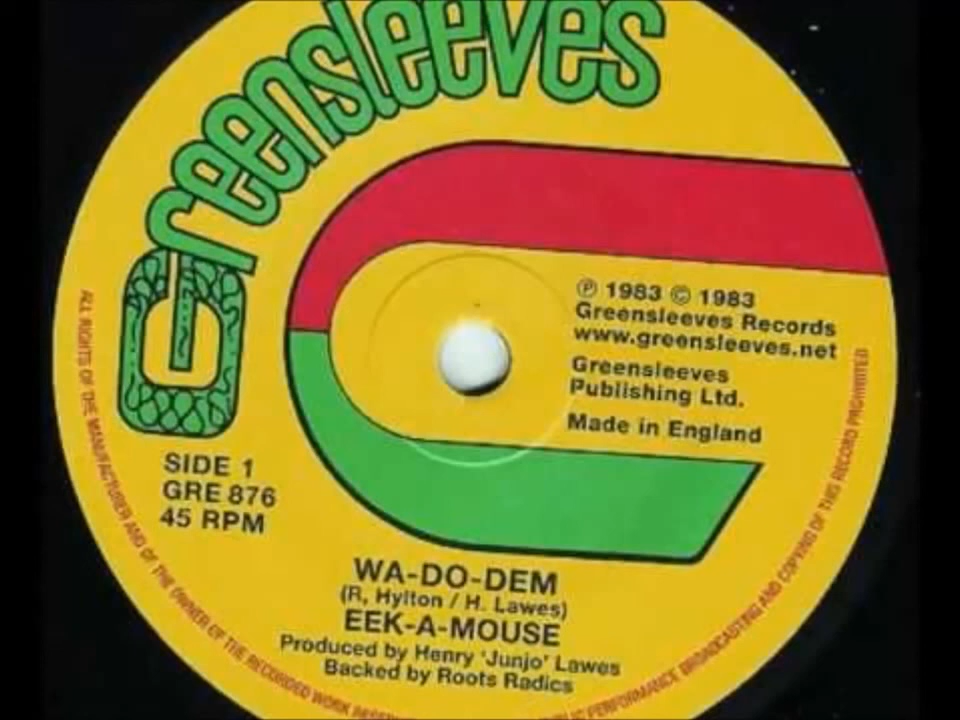 Greensleeves
℗ 1983 © 1983
Greensleeves Records
www.greensleeves.net
Greensleeves
Publishing Ltd.
Made in England
SIDE 1
GRE 876
45 RPM
WA-DO-DEM
(R, Hylton / H. Lawes)
EEK-A-MOUSE
Produced by Henry 'Junjo' Lawes
Backed by Roots Radics
ALL RIGHTS OF THE MANUFACTURER AND OF THE OWNER OF THE RECORDED WORK
PUBLIC PERFORMANCE BROADCASTING AND COPYING OF THIS RECORD PROHIBITED